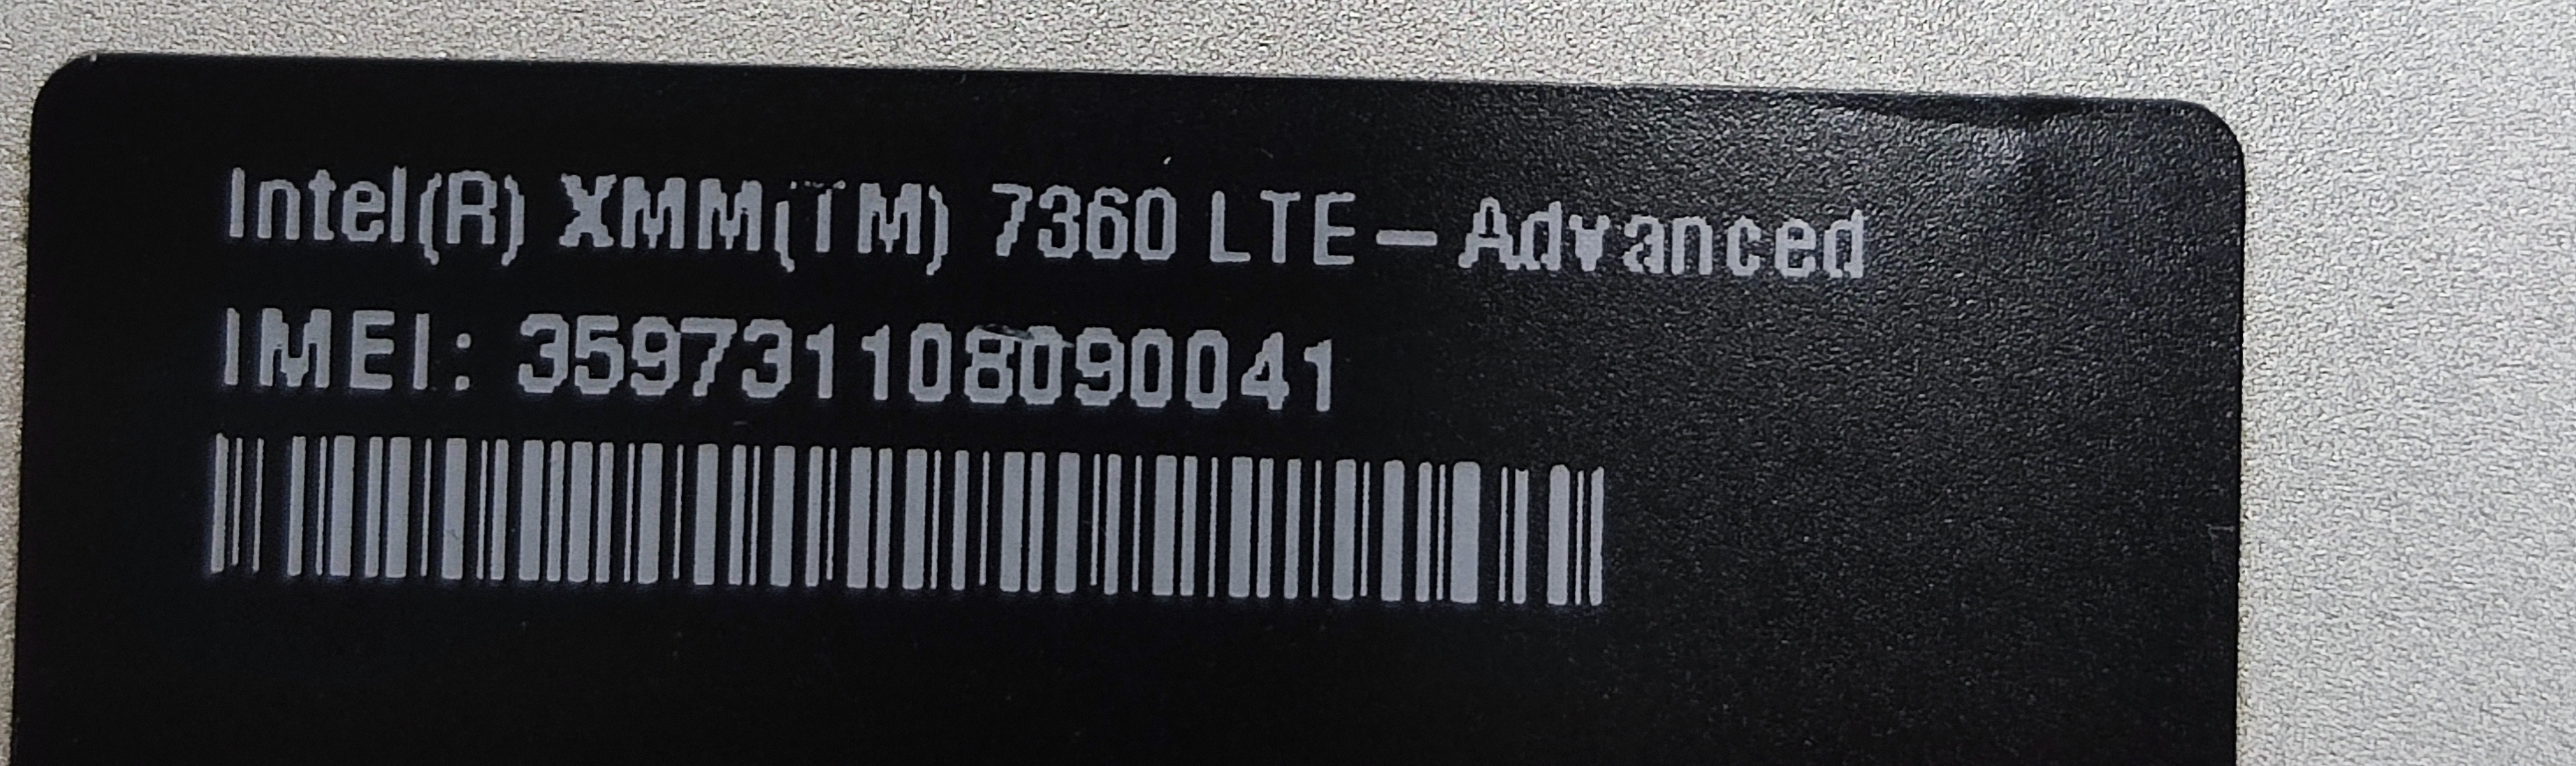 Intel(R) XMM(TM) 7360 LTE-Advanced
IMEI: 359731108090041